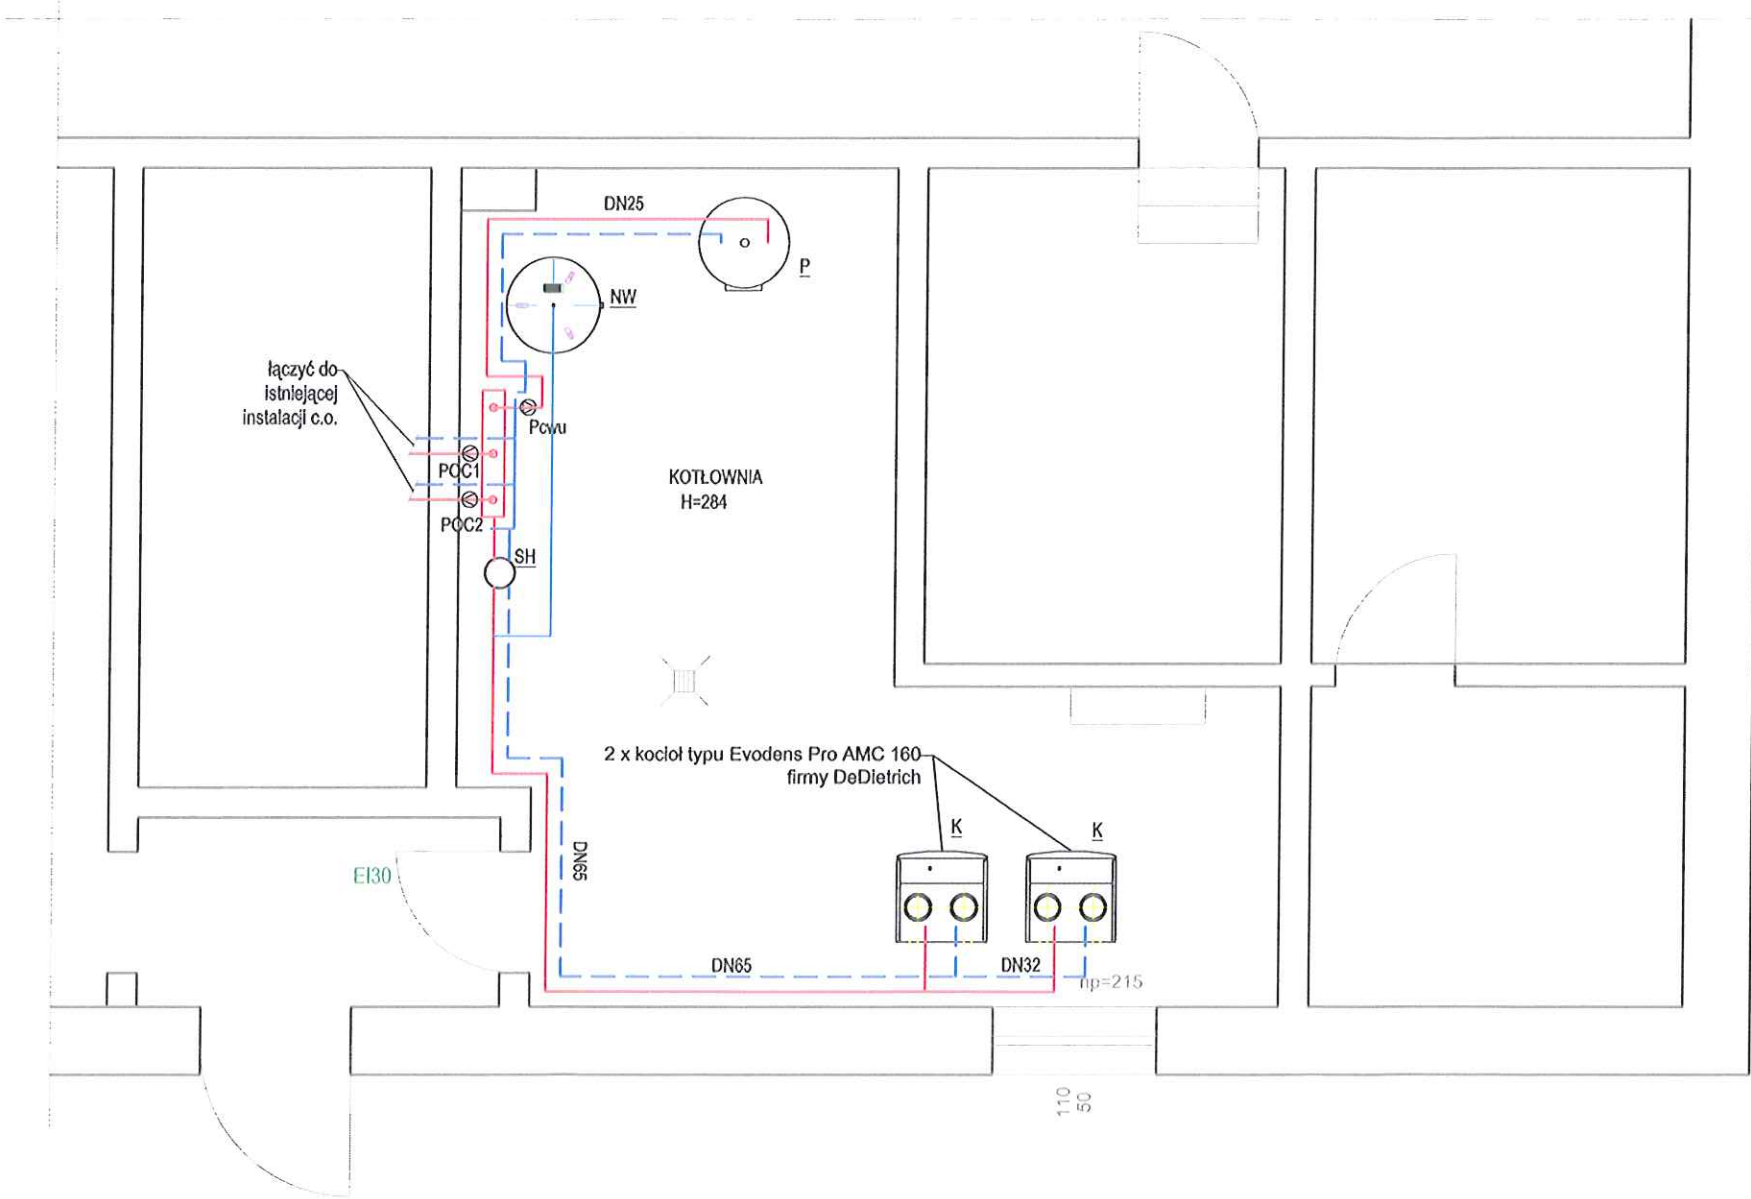 DN25
P
NW
łączyć do
istniejącej
instalacji c.o.
Pcwu
POC1
POC2
KOTŁOWNIA
H=284
SH
2 x kocioł typu Evodens Pro AMC 160
firmy DeDietrich
K
K
EI30
DN65
DN65
DN32
hp=215
110
50